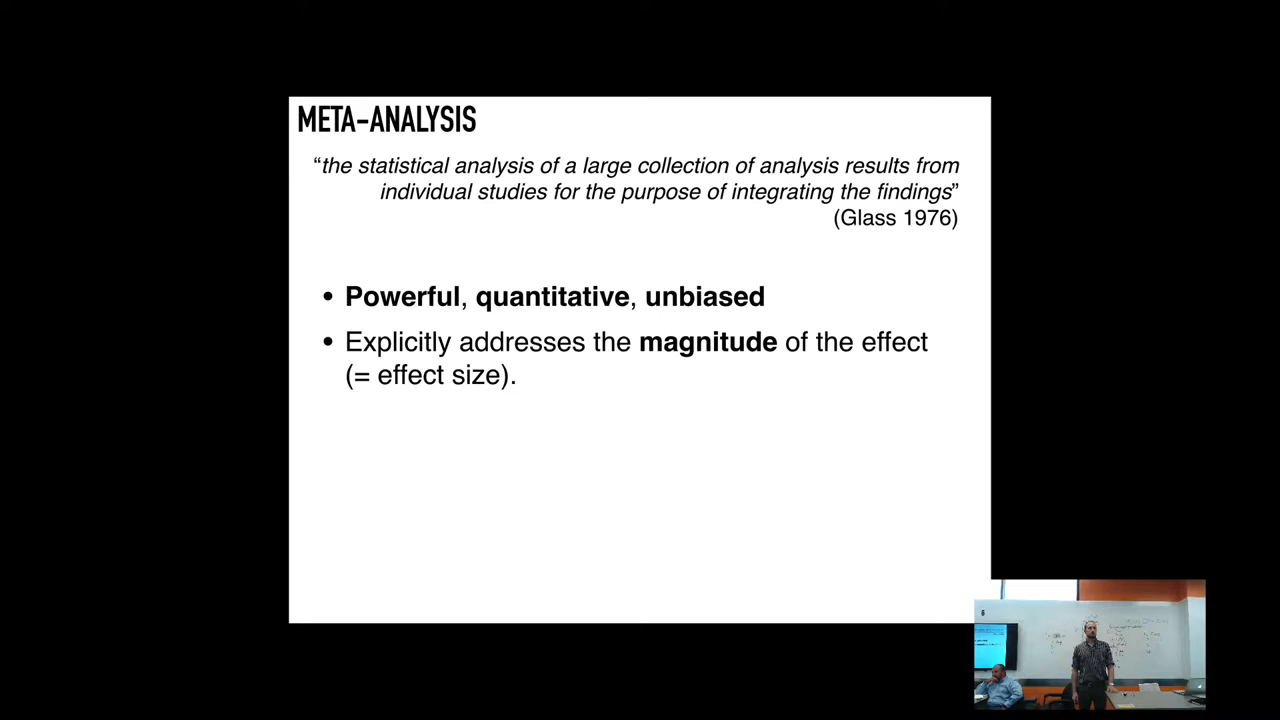 META-ANALYSIS
“the statistical analysis of a large collection of analysis results from
individual studies for the purpose of integrating the findings”
(Glass 1976)
• Powerful, quantitative, unbiased
• Explicitly addresses the magnitude of the effect
(= effect size).
6